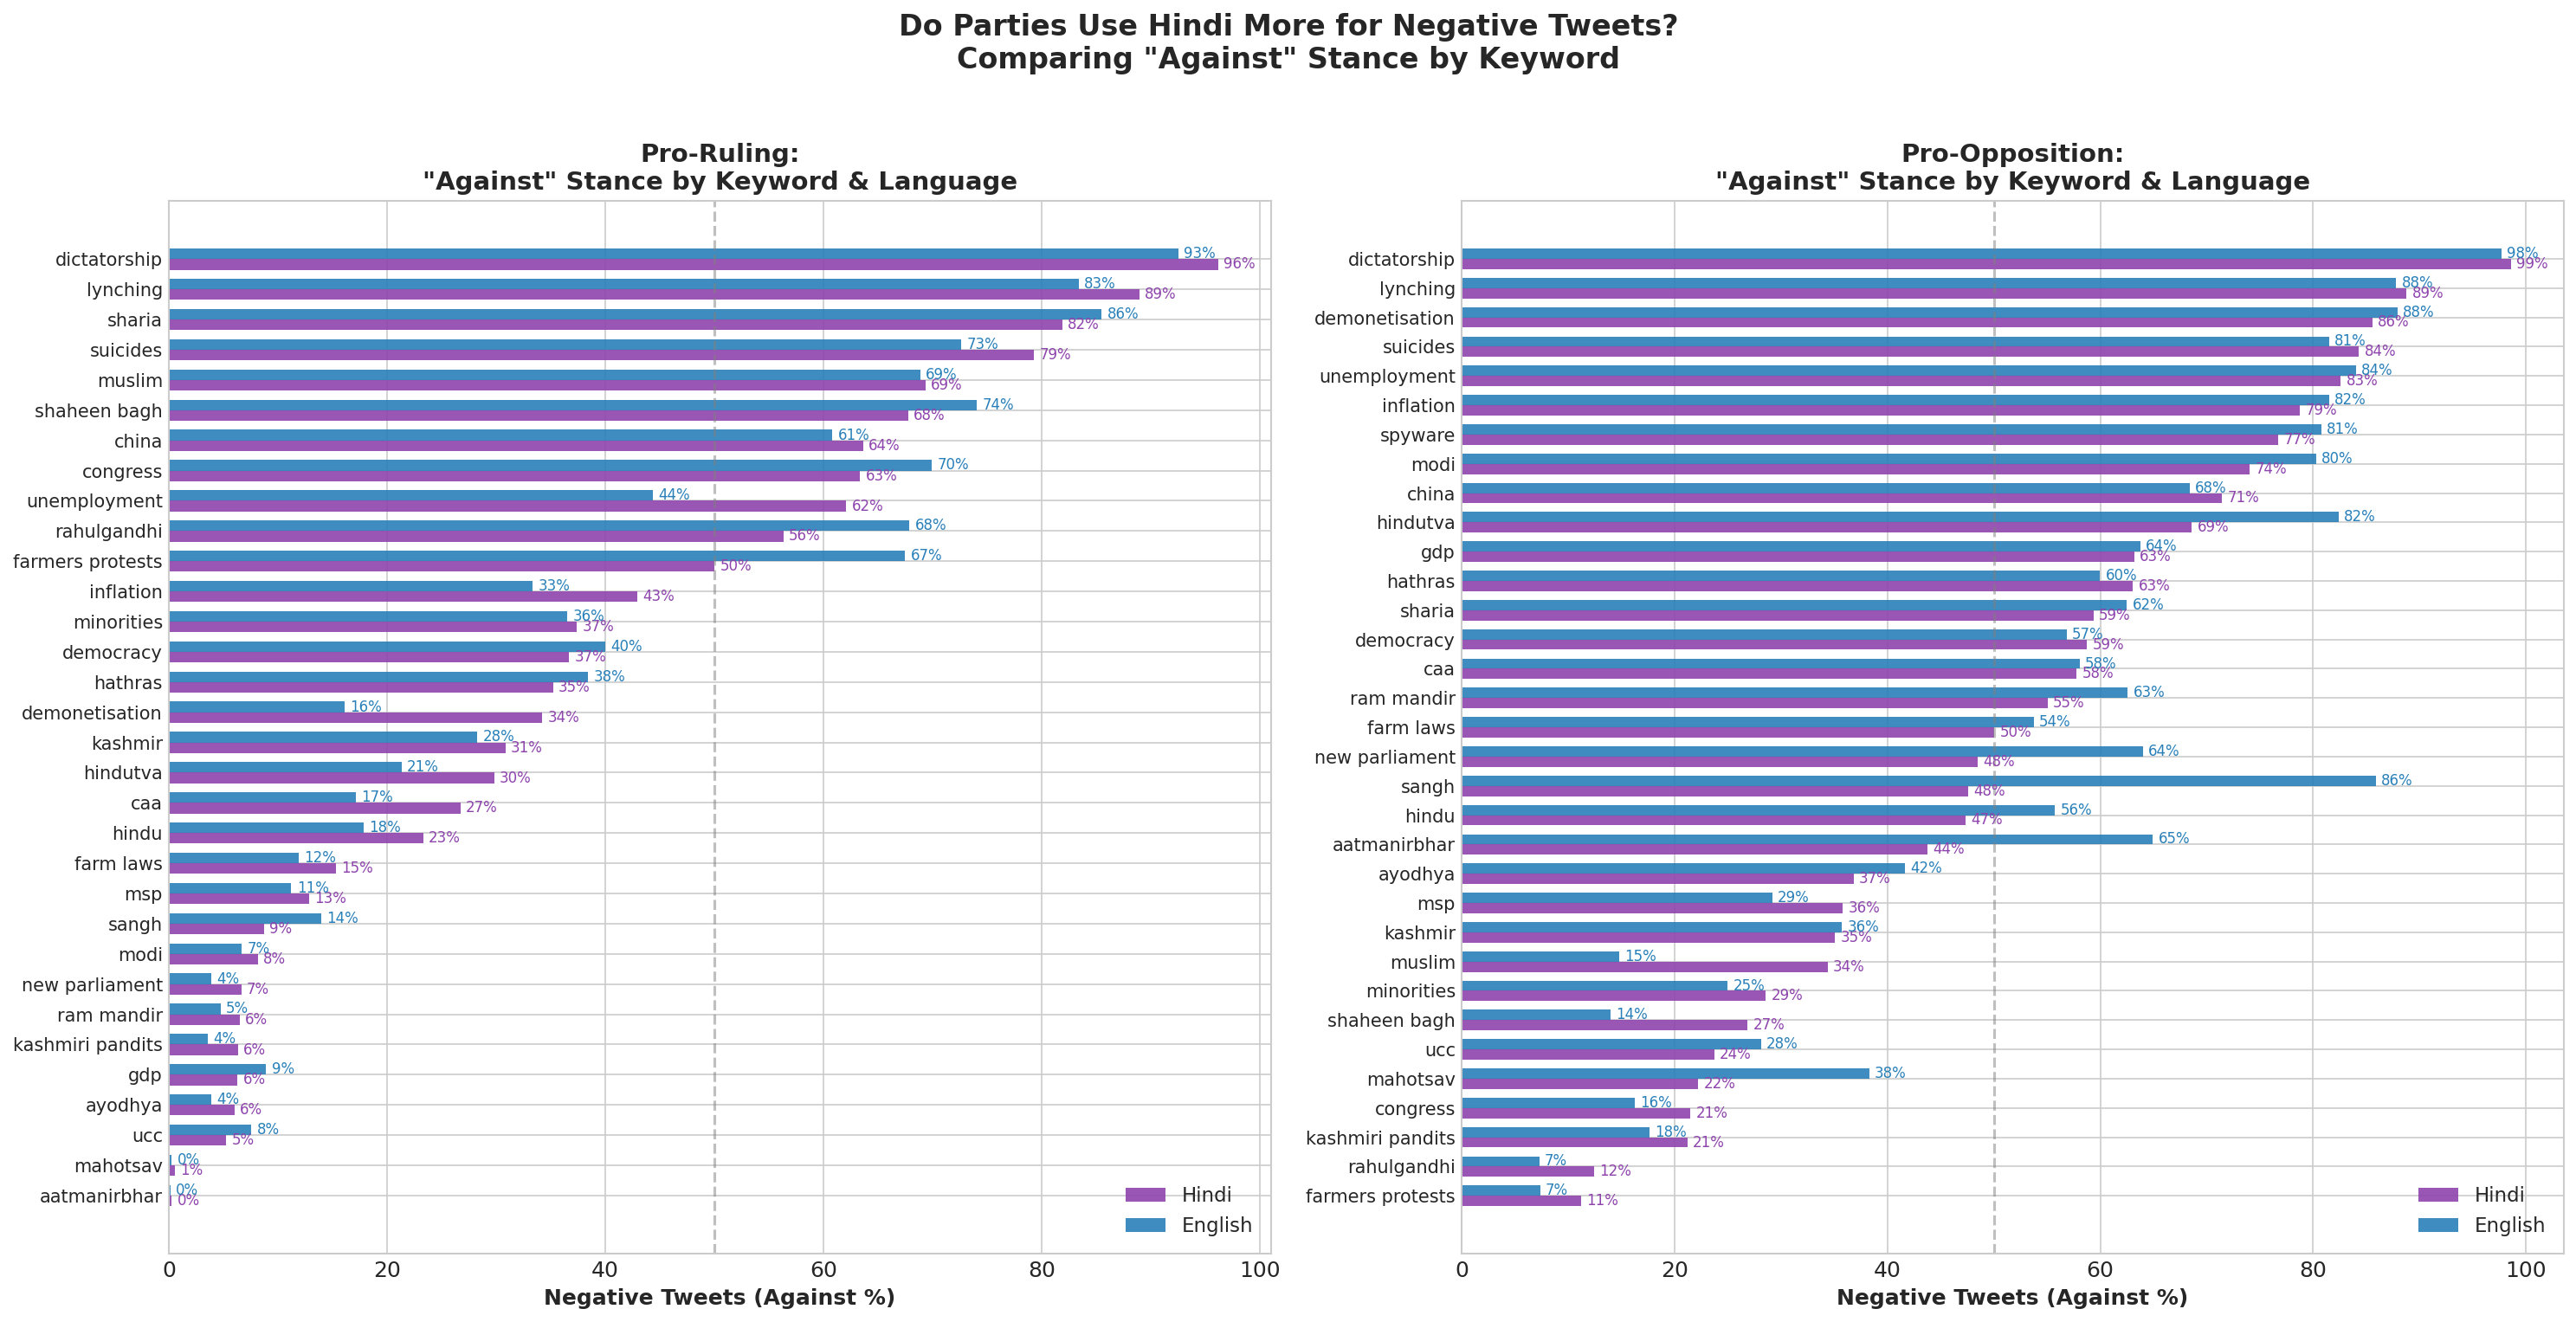 Do Parties Use Hindi More for Negative Tweets?
Comparing "Against" Stance by Keyword
Pro-Ruling:
"Against" Stance by Keyword & Language
dictatorship 93% 96%
lynching 83% 89%
sharia 86% 82%
suicides 73% 79%
muslim 69% 69%
shaheen bagh 74% 68%
china 61% 64%
congress 70% 63%
unemployment 44% 62%
rahulgandhi 68% 56%
farmers protests 67% 50%
inflation 33% 43%
minorities 36% 37%
democracy 40% 37%
hathras 38% 35%
demonetisation 16% 34%
kashmir 28% 31%
hindutva 21% 30%
caa 17% 27%
hindu 18% 23%
farm laws 12% 15%
msp 11% 13%
sangh 14% 9%
modi 7% 8%
new parliament 4% 7%
ram mandir 5% 6%
kashmiri pandits 4% 6%
gdp 9% 6%
ayodhya 4% 6%
ucc 8% 5%
mahotsav 0% 1%
aatmanirbhar 0% 0%
Hindi
English
0 20 40 60 80 100
Negative Tweets (Against %)
Pro-Opposition:
"Against" Stance by Keyword & Language
dictatorship 98% 99%
lynching 88% 89%
demonetisation 88% 86%
suicides 81% 84%
unemployment 84% 83%
inflation 82% 79%
spyware 81% 77%
modi 80% 74%
china 68% 71%
hindutva 82% 69%
gdp 64% 63%
hathras 60% 63%
sharia 62% 59%
democracy 57% 59%
caa 58% 58%
ram mandir 63% 55%
farm laws 54% 50%
new parliament 64% 48%
sangh 86% 48%
hindu 56% 47%
aatmanirbhar 65% 44%
ayodhya 42% 37%
msp 29% 36%
kashmir 36% 35%
muslim 15% 34%
minorities 25% 29%
shaheen bagh 14% 27%
ucc 28% 24%
mahotsav 38% 22%
congress 16% 21%
kashmiri pandits 18% 21%
rahulgandhi 7% 12%
farmers protests 7% 11%
Hindi
English
0 20 40 60 80 100
Negative Tweets (Against %)